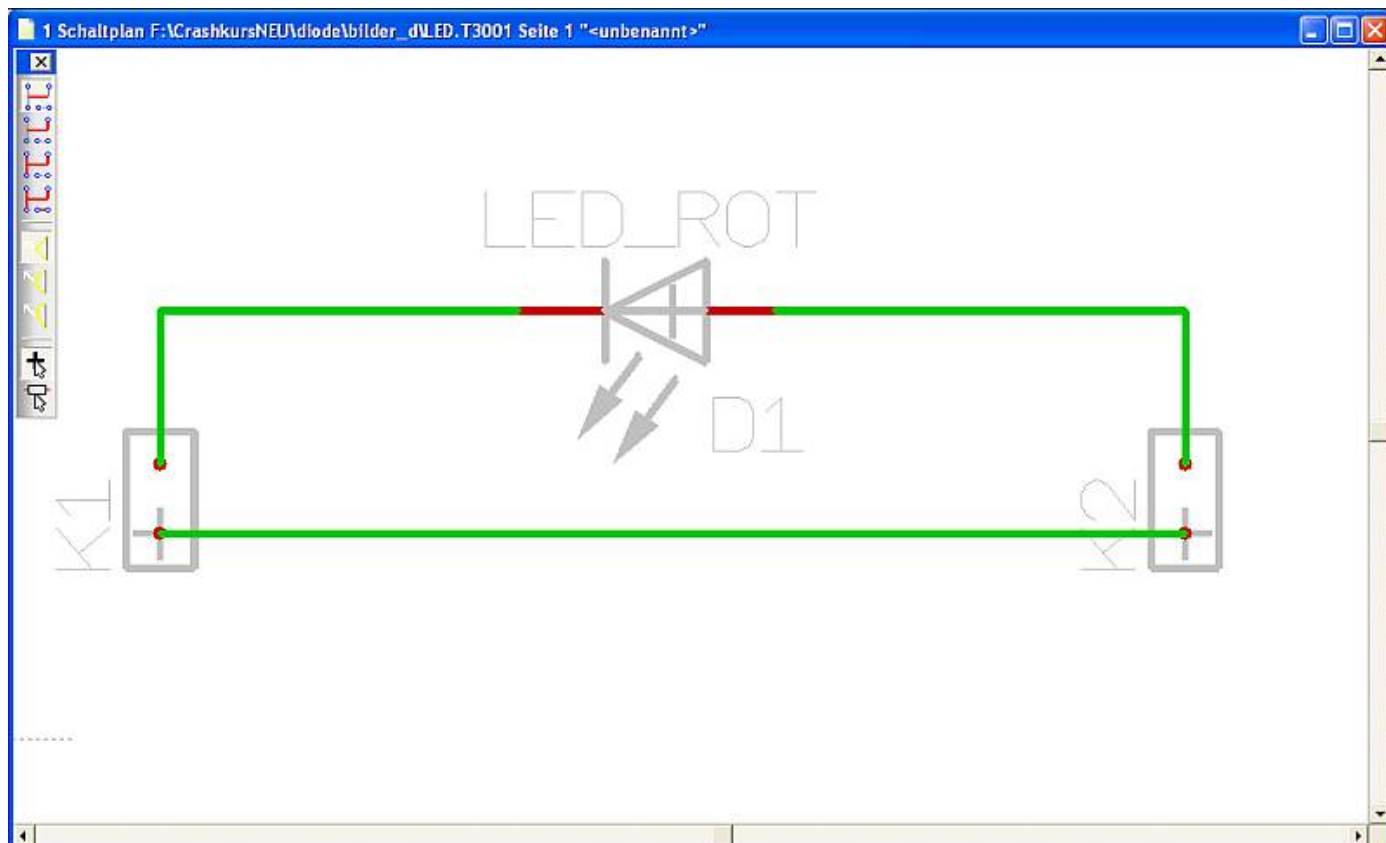 1 Schaltplan F:\CrashkursNEU\diode\bilder_d\LED.T3001 Seite 1 "<unbenannt>"
LED_ROT
D1
K1
K2